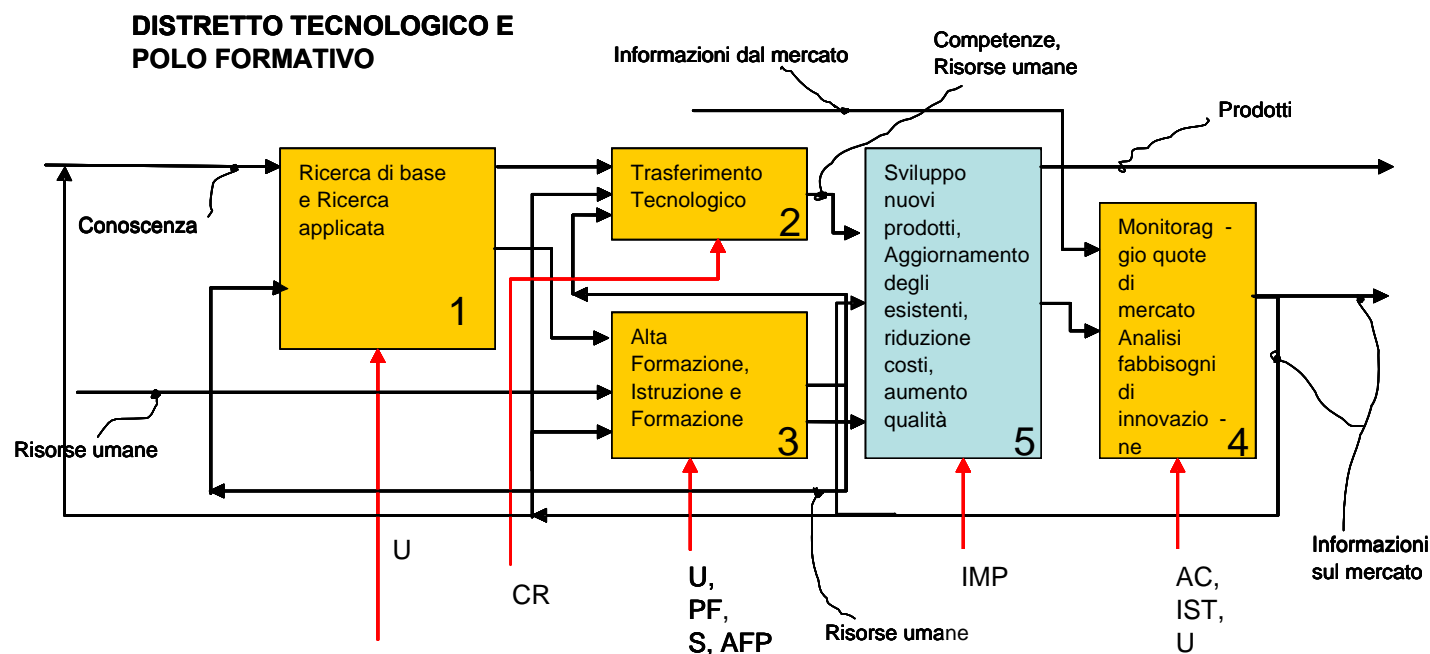 DISTRETTO TECNOLOGICO E
POLO FORMATIVO
Informazioni dal mercato
Competenze,
Risorse umane
Prodotti
Conoscenza
Ricerca di base
e Ricerca
applicata
1
Trasferimento
Tecnologico
2
Alta
Formazione,
Istruzione e
Formazione
3
Sviluppo
nuovi
prodotti,
Aggiornamento
degli
esistenti,
riduzione
costi,
aumento
qualità
5
Monitorag -
gio quote
di
mercato
Analisi
fabbisogni
di
innovazio -
ne
4
Risorse umane
U
CR
U,
PF,
S, AFP
Risorse umane
IMP
AC,
IST,
U
Informazioni
sul mercato